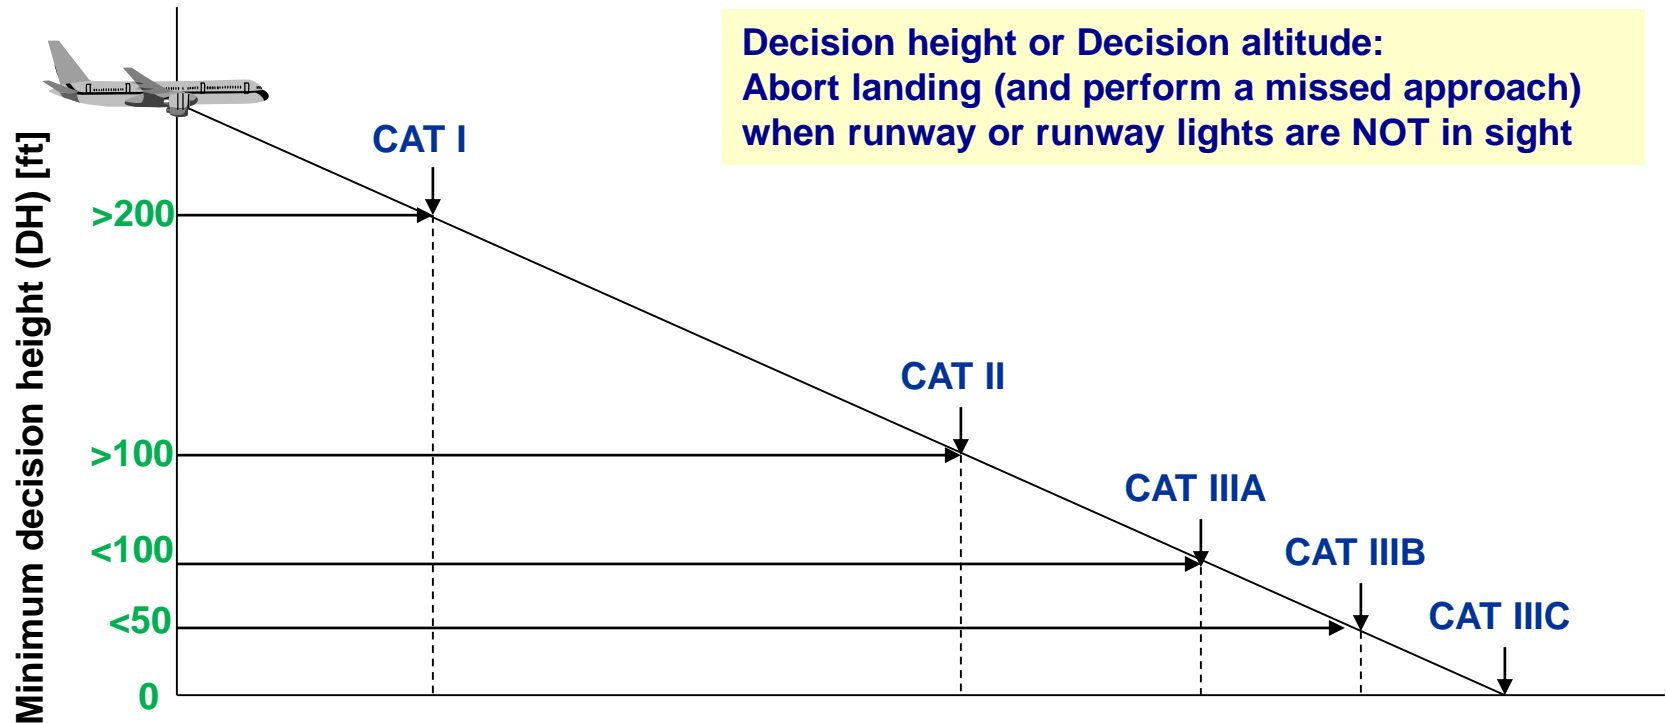 Decision height or Decision altitude:
Abort landing (and perform a missed approach)
when runway or runway lights are NOT in sight
Minimum decision height (DH) [ft]
CAT I
>200
CAT II
>100
CAT IIIA
<100
CAT IIIB
<50
CAT IIIC
0